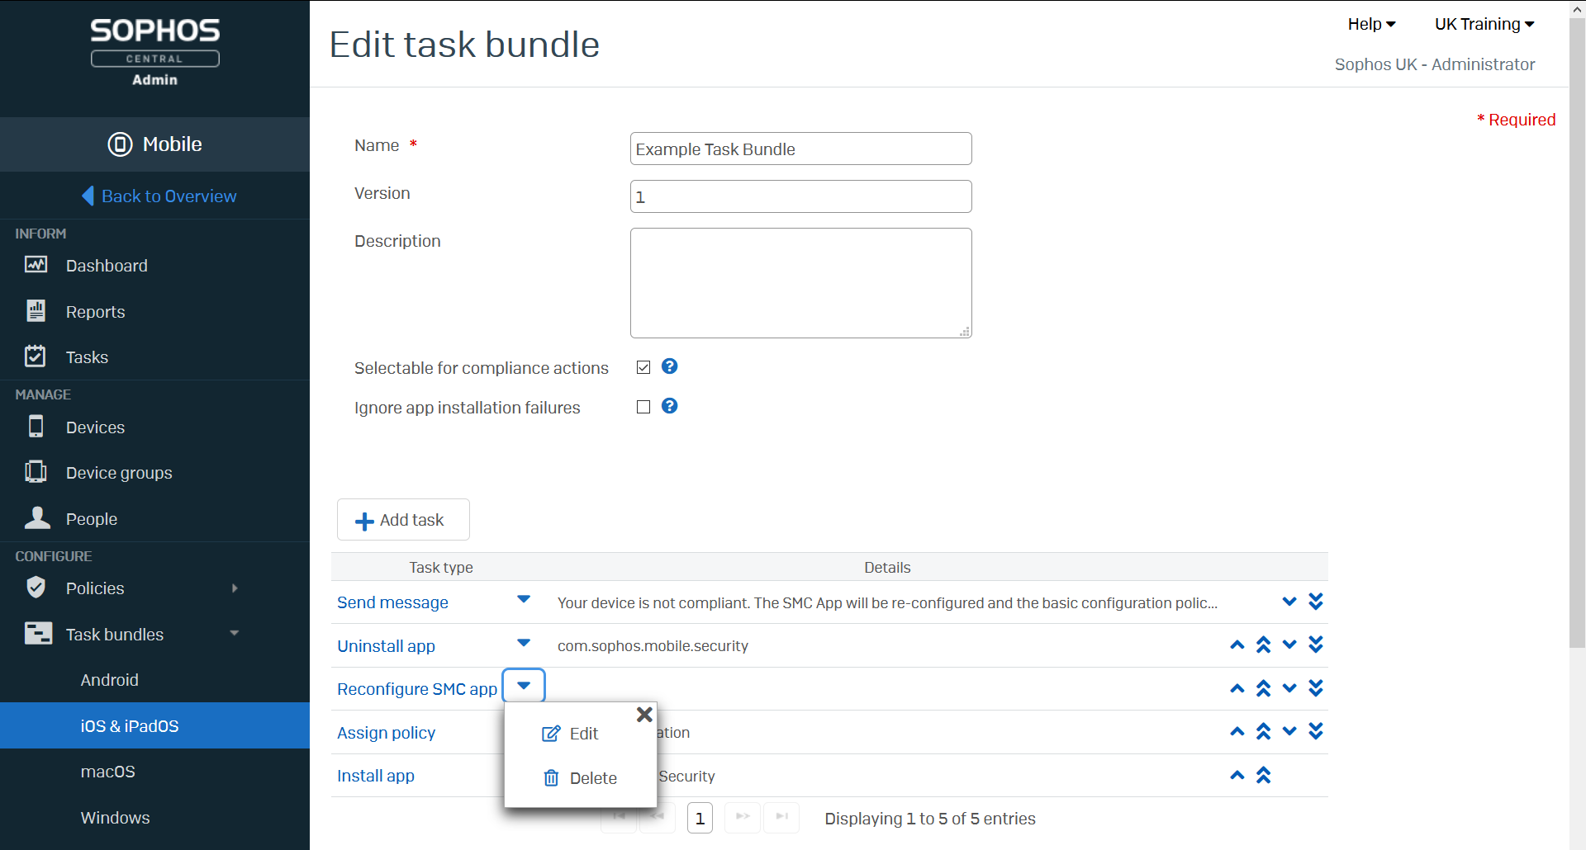 SOPHOS
CENTRAL
Admin
Mobile
Back to Overview
INFORM
Dashboard
Reports
Tasks
MANAGE
Devices
Device groups
People
CONFIGURE
Policies
Task bundles
Android
iOS & iPadOS
macOS
Windows
Edit task bundle
Help
UK Training
Sophos UK - Administrator
* Required
Name *
Example Task Bundle
Version
1
Description
Selectable for compliance actions
?
Ignore app installation failures
?
Add task
Task type Details
Send message Your device is not compliant. The SMC App will be re-configured and the basic configuration polic...
Uninstall app com.sophos.mobile.security
Reconfigure SMC app
Edit
Delete
Assign policy ation
Install app Security
1
Displaying 1 to 5 of 5 entries